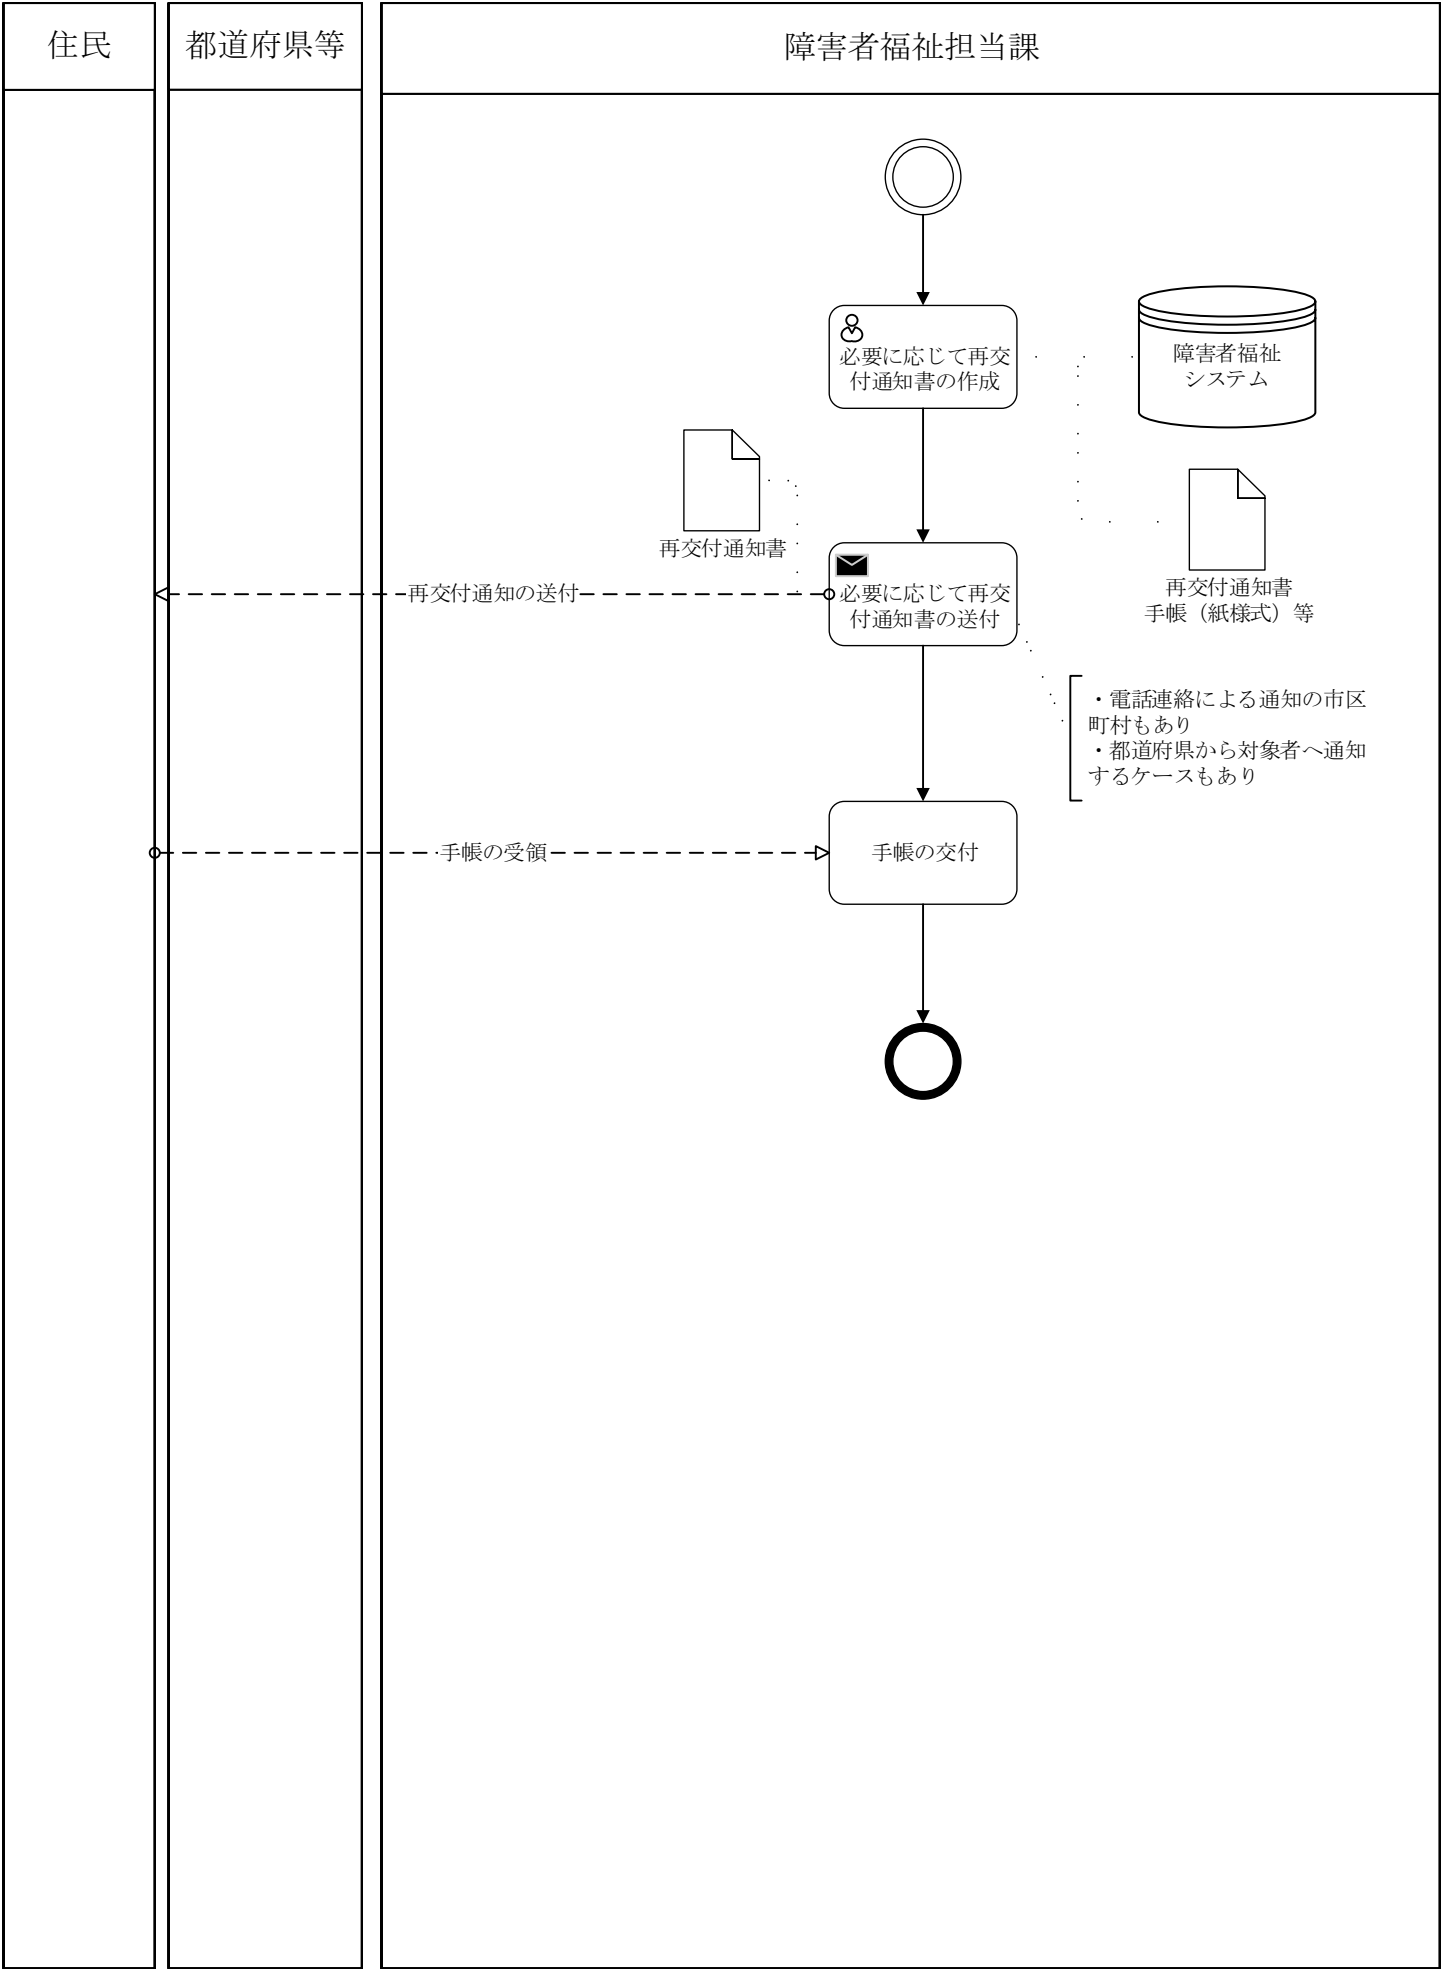 住民
都道府県等
障害者福祉担当課
必要に応じて再交
付通知書の作成
障害者福祉
システム
再交付通知書
再交付通知書
手帳（紙様式）等
再交付通知の送付
必要に応じて再交
付通知書の送付
・電話連絡による通知の市区
町村もあり
・都道府県から対象者へ通知
するケースもあり
手帳の受領
手帳の交付